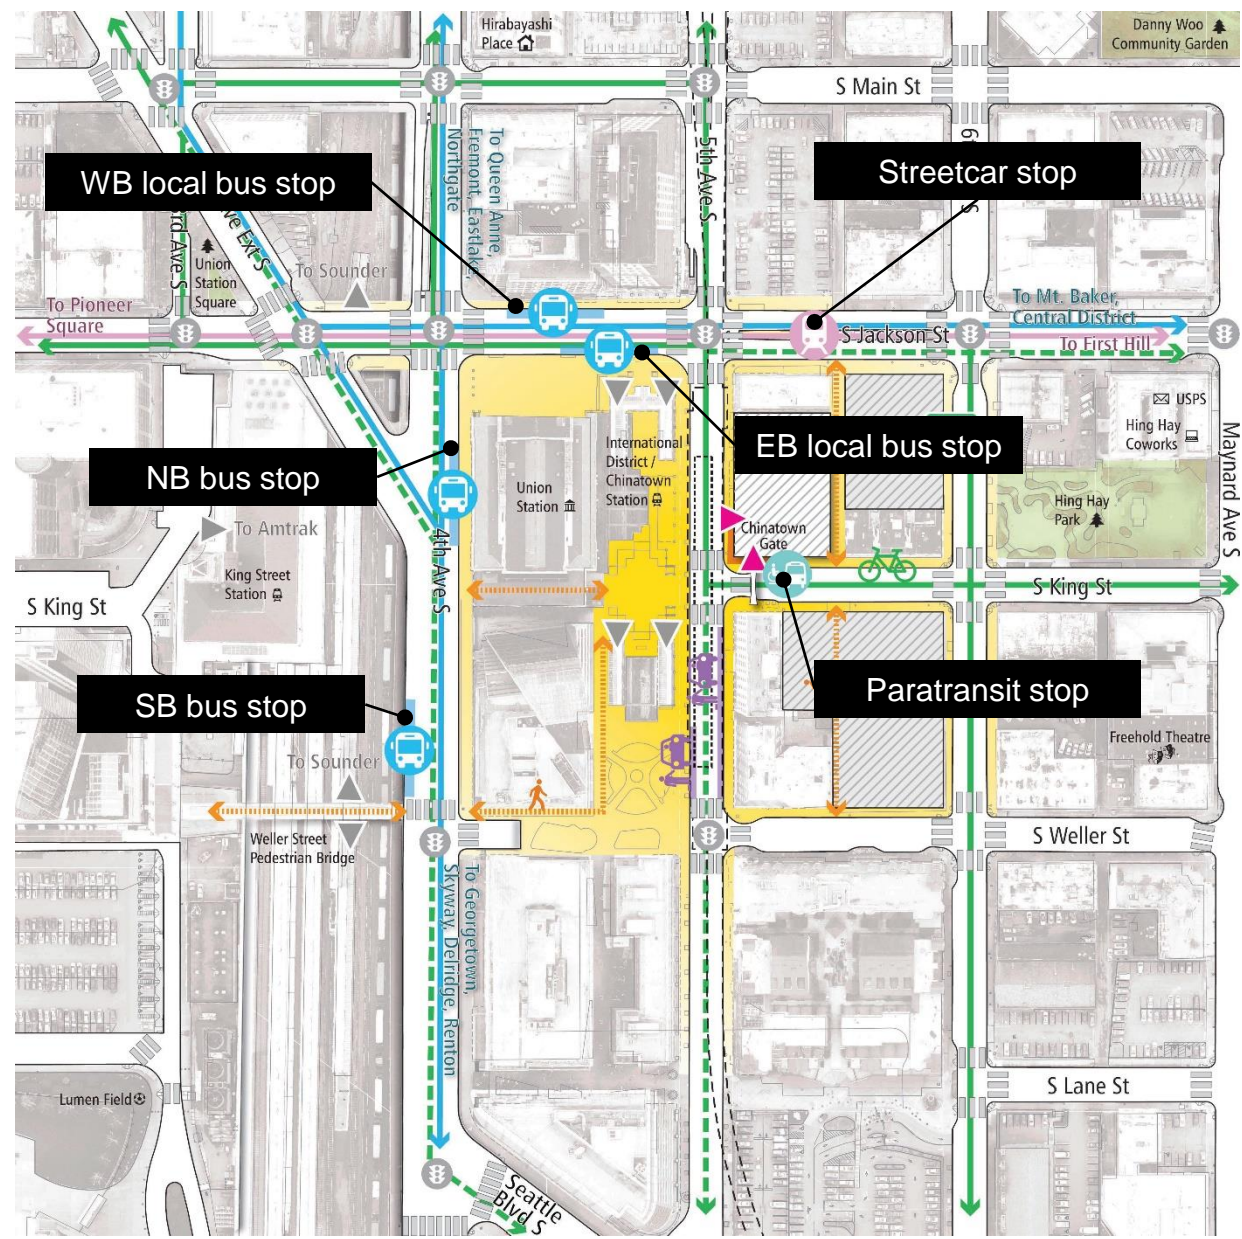 Hirabayashi
Place
Danny Woo
Community Garden
S Main St
WB local bus stop
To Queen Anne,
Fremont, Eastlake,
Northgate
5th Ave S
Streetcar stop
3rd Ave S
Ave Ext S
Union
Station
Square
To Sounder
To Pioneer
Square
To Mt. Baker,
Central District
S Jackson St
To First Hill
USPS
Hing Hay
Coworks
Maynard Ave S
EB local bus stop
NB bus stop
International
District /
Chinatown
Station
Union
Station
Hing Hay
Park
Chinatown
Gate
To Amtrak
4th Ave S
King Street
Station
S King St
S King St
SB bus stop
Paratransit stop
Freehold Theatre
To Sounder
Weller Street
Pedestrian Bridge
S Weller St
To Georgetown,
Skyway, Delridge, Renton
S Lane St
Lumen Field
Seattle
Blvd S